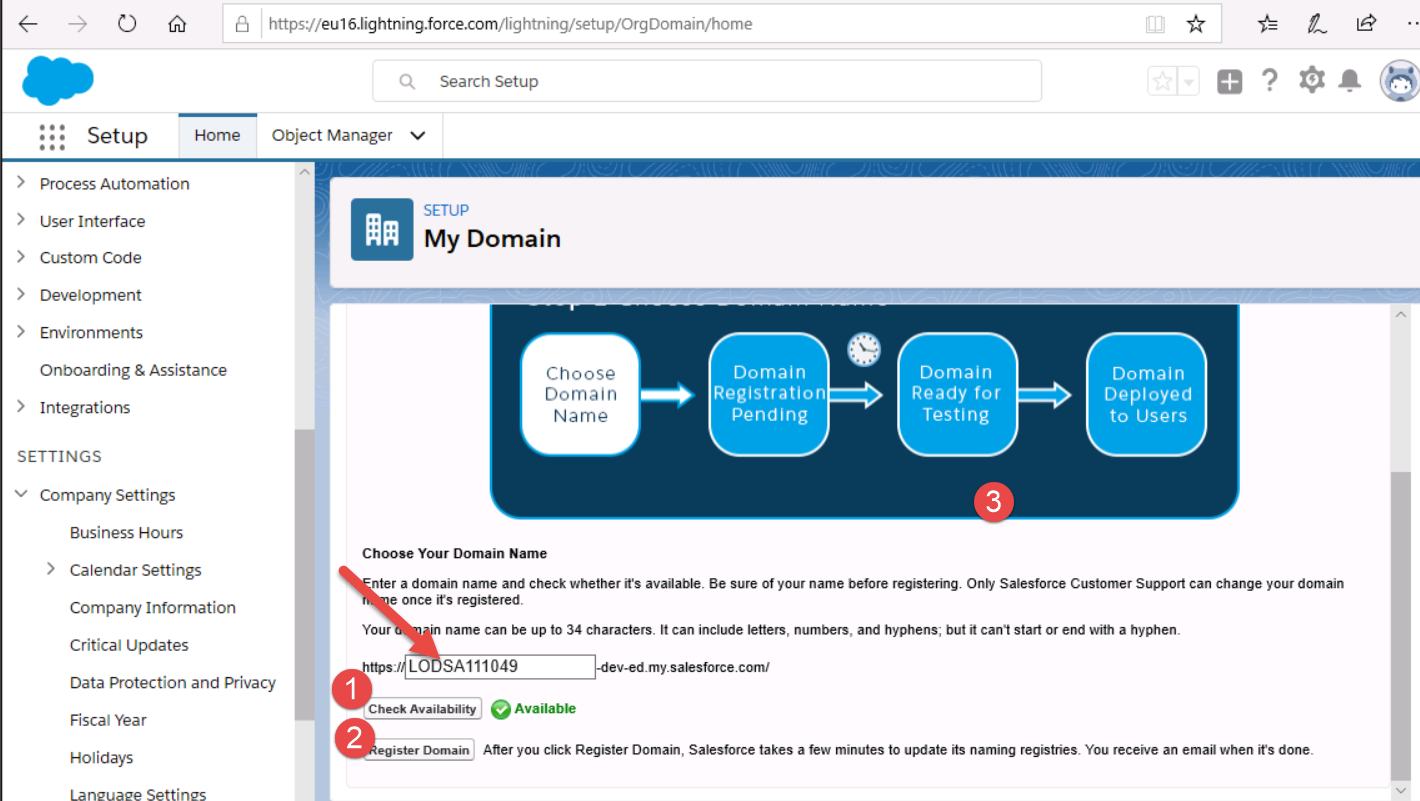 https://eu16.lightning.force.com/lightning/setup/OrgDomain/home
Search Setup
Setup
Home
Object Manager
Process Automation
User Interface
Custom Code
Development
Environments
Onboarding & Assistance
Integrations
SETTINGS
Company Settings
Business Hours
Calendar Settings
Company Information
Critical Updates
Data Protection and Privacy
Fiscal Year
Holidays
Language Settings
SETUP
My Domain
Choose
Domain
Name
Domain
Registration
Pending
Domain
Ready for
Testing
Domain
Deployed
to Users
3
Choose Your Domain Name
Enter a domain name and check whether it's available. Be sure of your name before registering. Only Salesforce Customer Support can change your domain
name once it's registered.
Your domain name can be up to 34 characters. It can include letters, numbers, and hyphens; but it can't start or end with a hyphen.
https:// LODSA111049 -dev-ed.my.salesforce.com/
1
Check Availability Available
2
Register Domain After you click Register Domain, Salesforce takes a few minutes to update its naming registries. You receive an email when it's done.